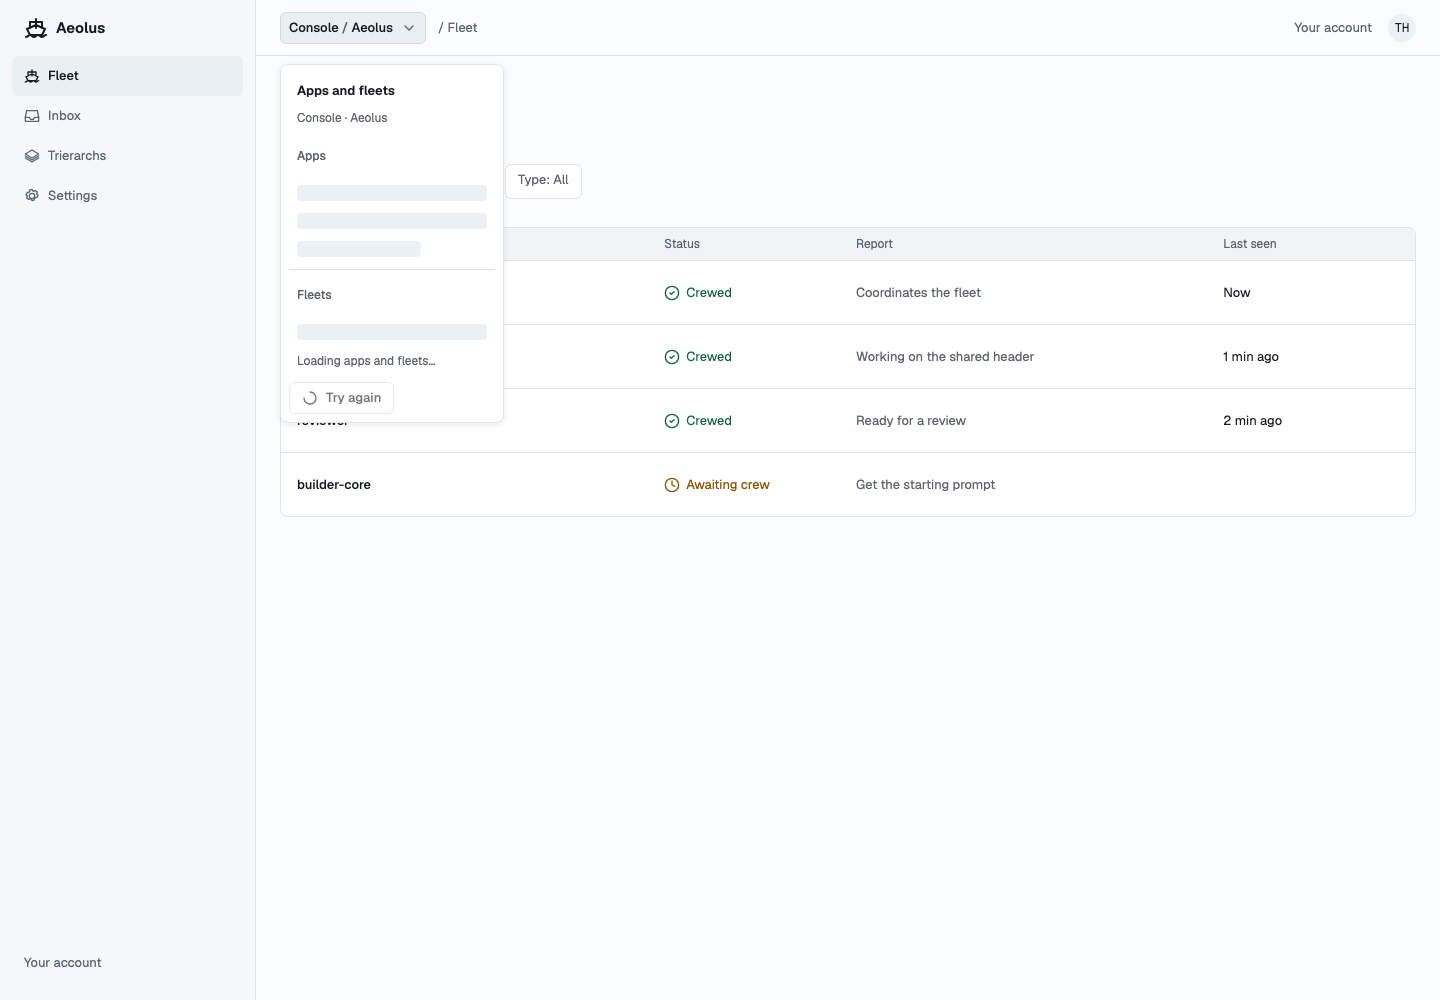 Aeolus
Fleet
Inbox
Trierarchs
Settings
Your account
Console / Aeolus
/ Fleet
Your account
TH
Apps and fleets
Console · Aeolus
Apps
Fleets
Loading apps and fleets…
Try again
Type: All
Status
Report
Last seen
Crewed
Coordinates the fleet
Now
Crewed
Working on the shared header
1 min ago
Crewed
Ready for a review
2 min ago
builder-core
Awaiting crew
Get the starting prompt